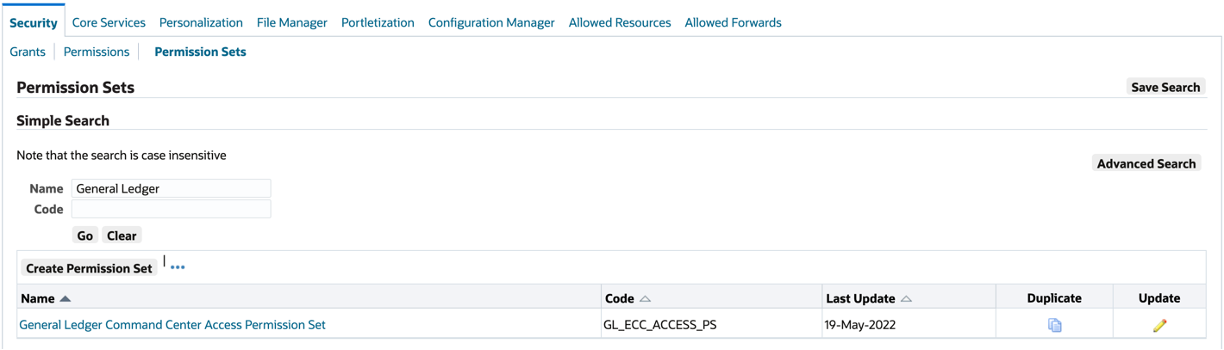 Security Core Services Personalization File Manager Portletization Configuration Manager Allowed Resources Allowed Forwards
Grants Permissions Permission Sets
Permission Sets Save Search
Simple Search
Note that the search is case insensitive
Advanced Search
Name General Ledger
Code
Go Clear
Create Permission Set | •••
Name Code Last Update Duplicate Update
General Ledger Command Center Access Permission Set GL_ECC_ACCESS_PS 19-May-2022